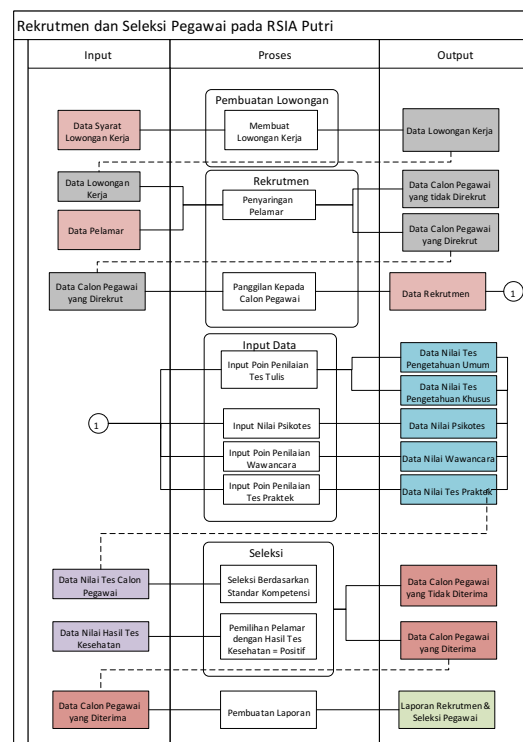 Rekrutmen dan Seleksi Pegawai pada RSIA Putri
Input
Proses
Output
Pembuatan Lowongan
Data Syarat
Lowongan Kerja
Membuat
Lowongan Kerja
Data Lowongan Kerja
Rekrutmen
Data Lowongan
Kerja
Data Pelamar
Penyaringan
Pelamar
Data Calon Pegawai
yang tidak Direkrut
Data Calon Pegawai
yang Direkrut
Data Calon Pegawai
yang Direkrut
Panggilan Kepada
Calon Pegawai
Data Rekrutmen
1
Input Data
Input Poin Penilaian
Tes Tulis
Data Nilai Tes
Pengetahuan Umum
Data Nilai Tes
Pengetahuan Khusus
1
Input Nilai Psikotes
Data Nilai Psikotes
Input Poin Penilaian
Wawancara
Data Nilai Wawancara
Input Poin Penilaian
Tes Praktek
Data Nilai Tes Praktek
Seleksi
Data Nilai Tes Calon
Pegawai
Seleksi Berdasarkan
Standar Kompetensi
Data Calon Pegawai
yang Tidak Diterima
Data Nilai Hasil Tes
Kesehatan
Pemilihan Pelamar
dengan Hasil Tes
Kesehatan = Positif
Data Calon Pegawai
yang Diterima
Data Calon Pegawai
yang Diterima
Pembuatan Laporan
Laporan Rekrutmen &
Seleksi Pegawai